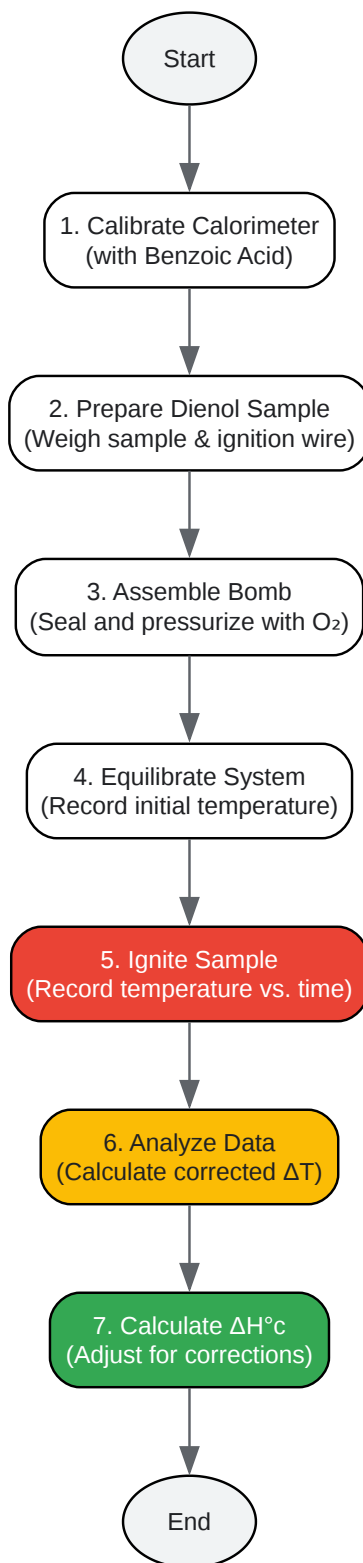 Start
1. Calibrate Calorimeter
(with Benzoic Acid)
2. Prepare Dienol Sample
(Weigh sample & ignition wire)
3. Assemble Bomb
(Seal and pressurize with O₂)
4. Equilibrate System
(Record initial temperature)
5. Ignite Sample
(Record temperature vs. time)
6. Analyze Data
(Calculate corrected ΔT)
7. Calculate ΔH°c
(Adjust for corrections)
End